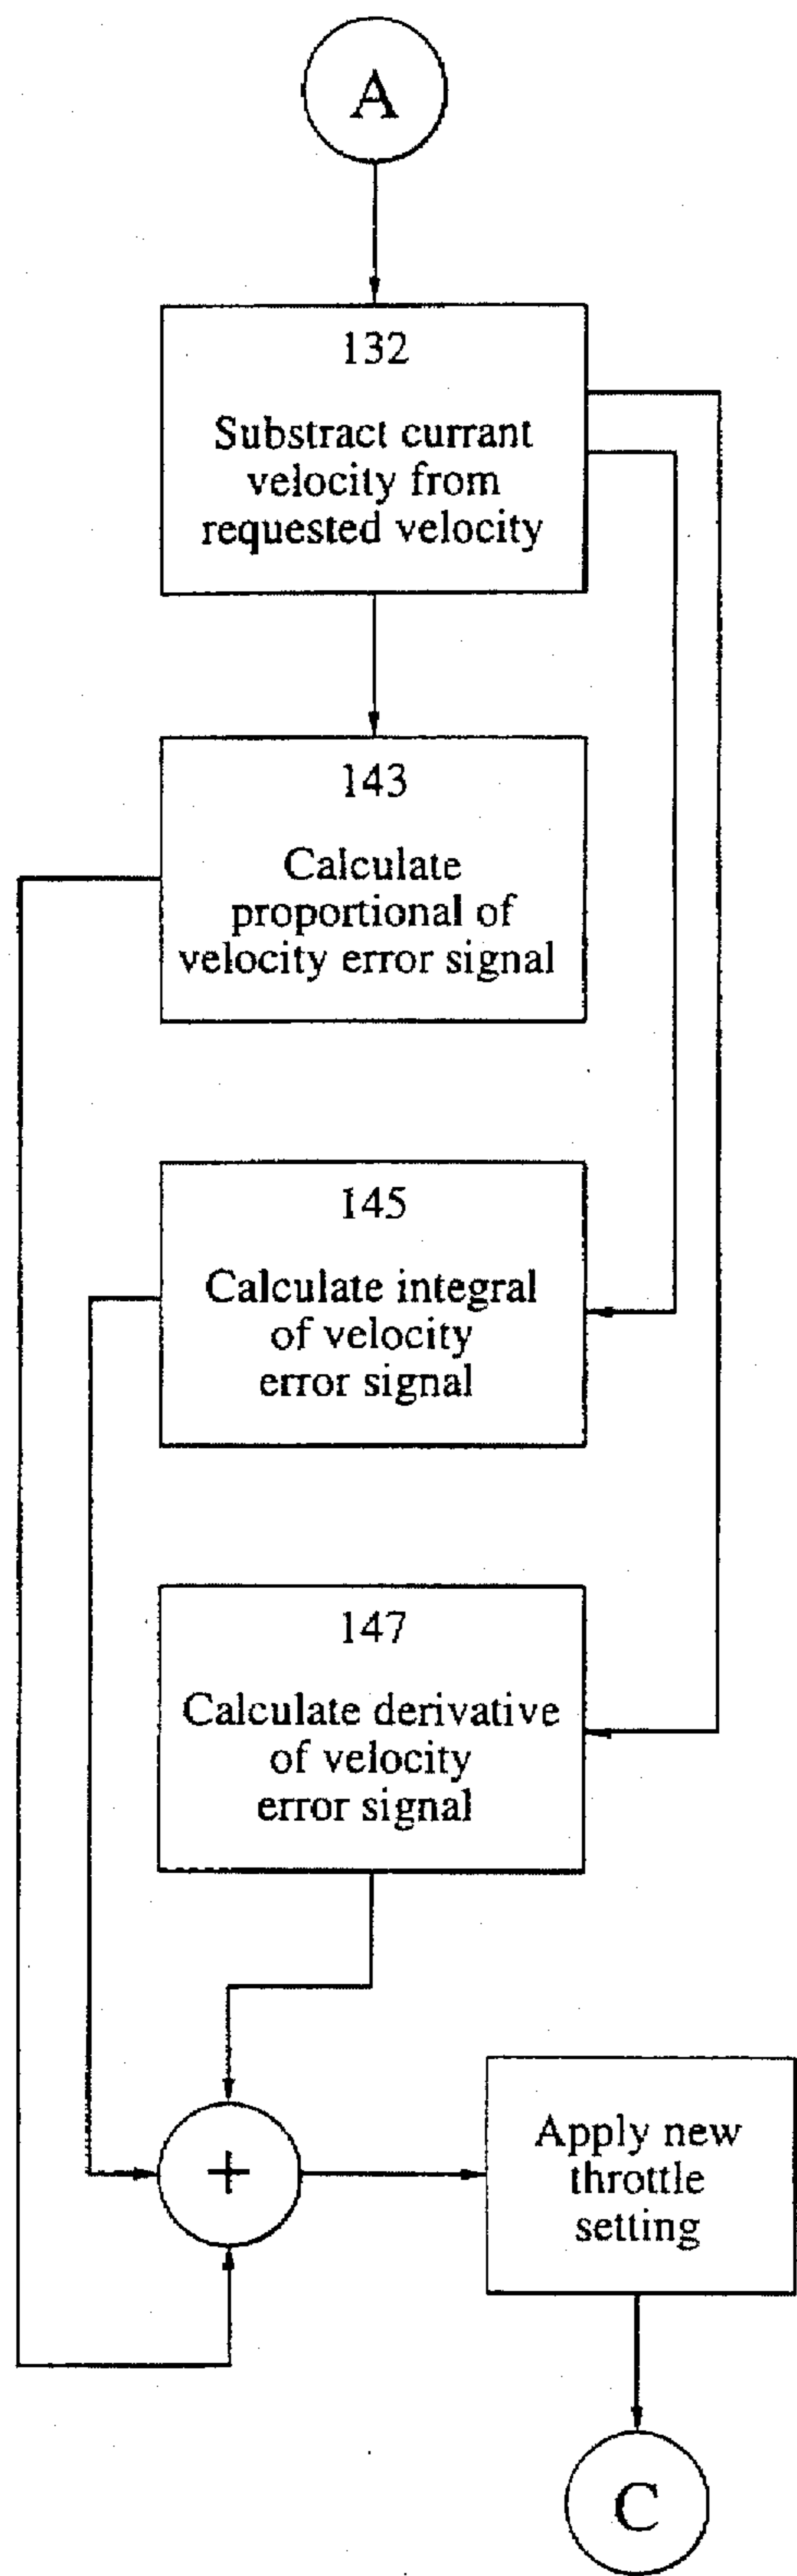 A
132
Substract currant
velocity from
requested velocity
143
Calculate
proportional of
velocity error signal
145
Calculate integral
of velocity
error signal
147
Calculate derivative
of velocity
error signal
+
Apply new
throttle
setting
C